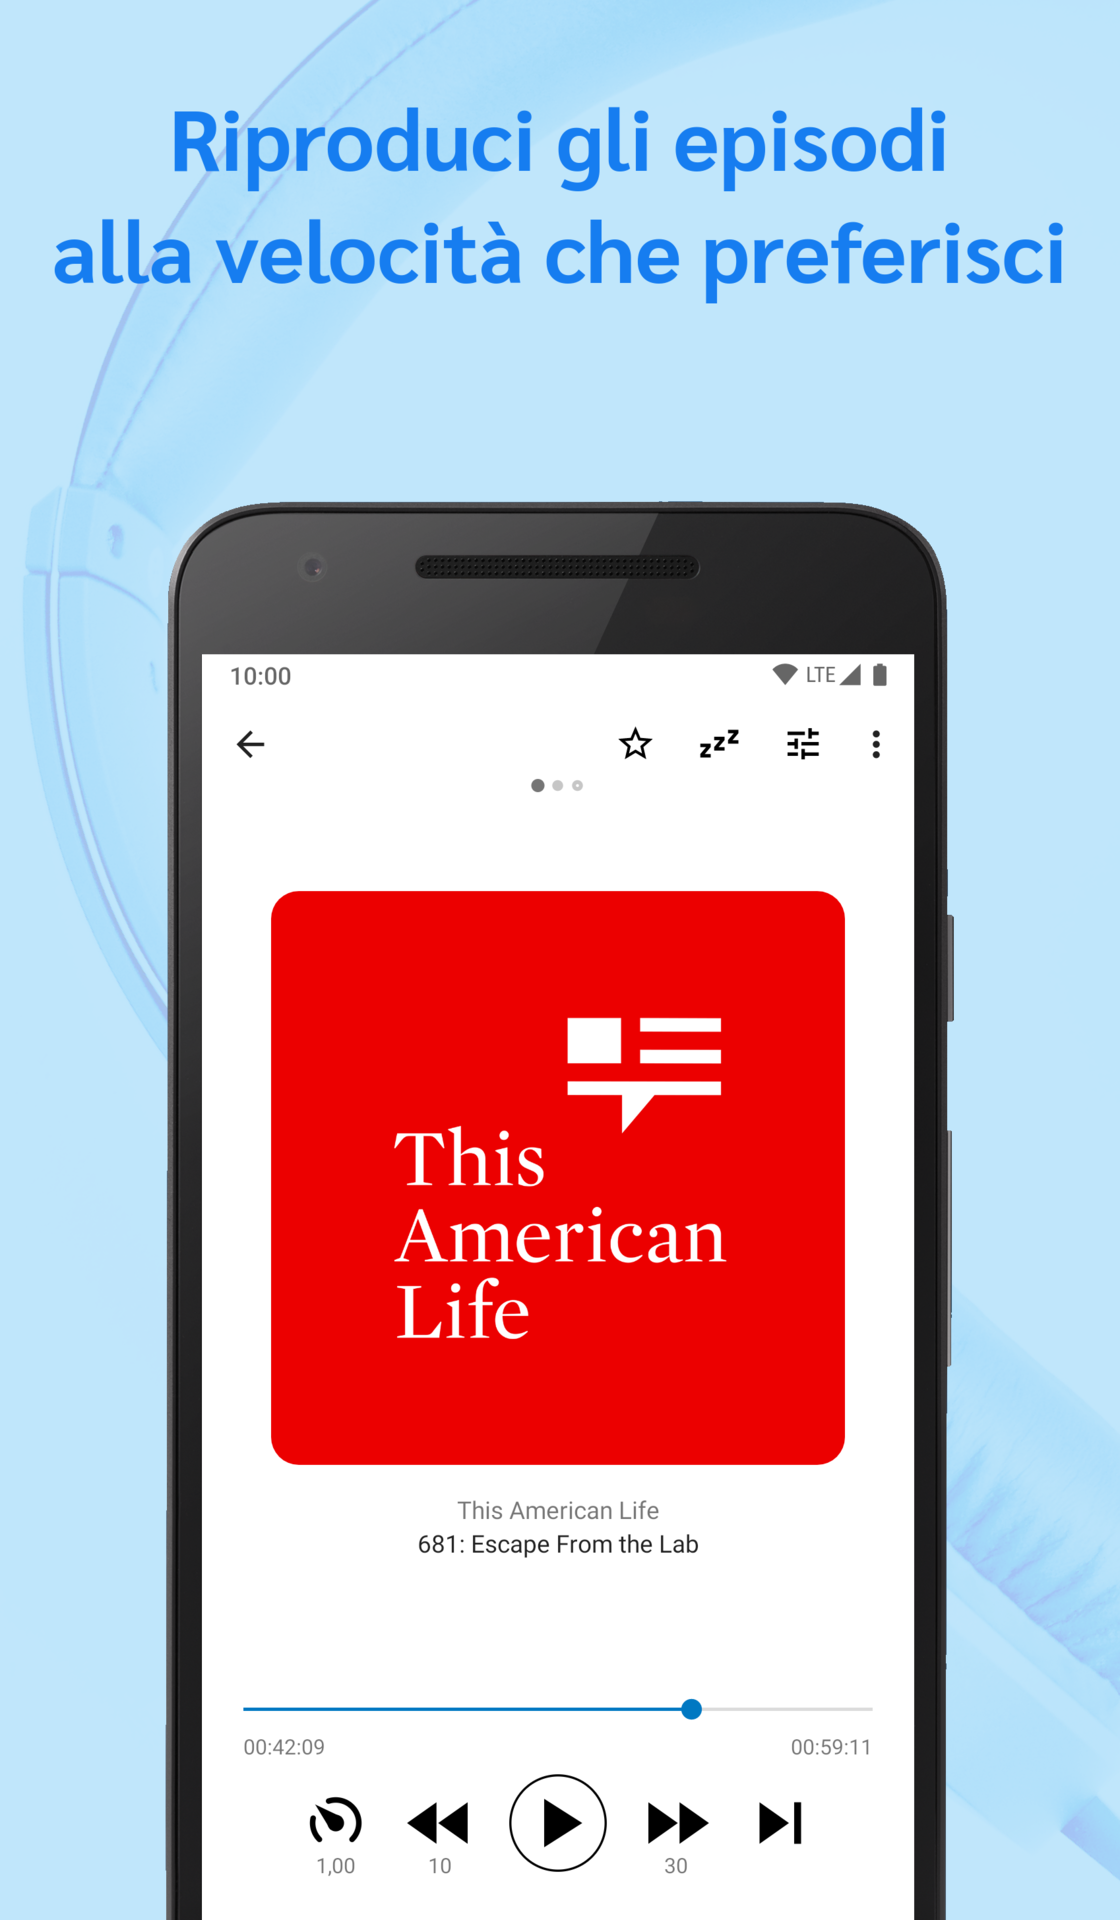 Riproduci gli episodi
alla velocità che preferisci
10:00 LTE
zzz
This
American
Life
This American Life
681: Escape From the Lab
00:42:09 00:59:11
1,00 10 30